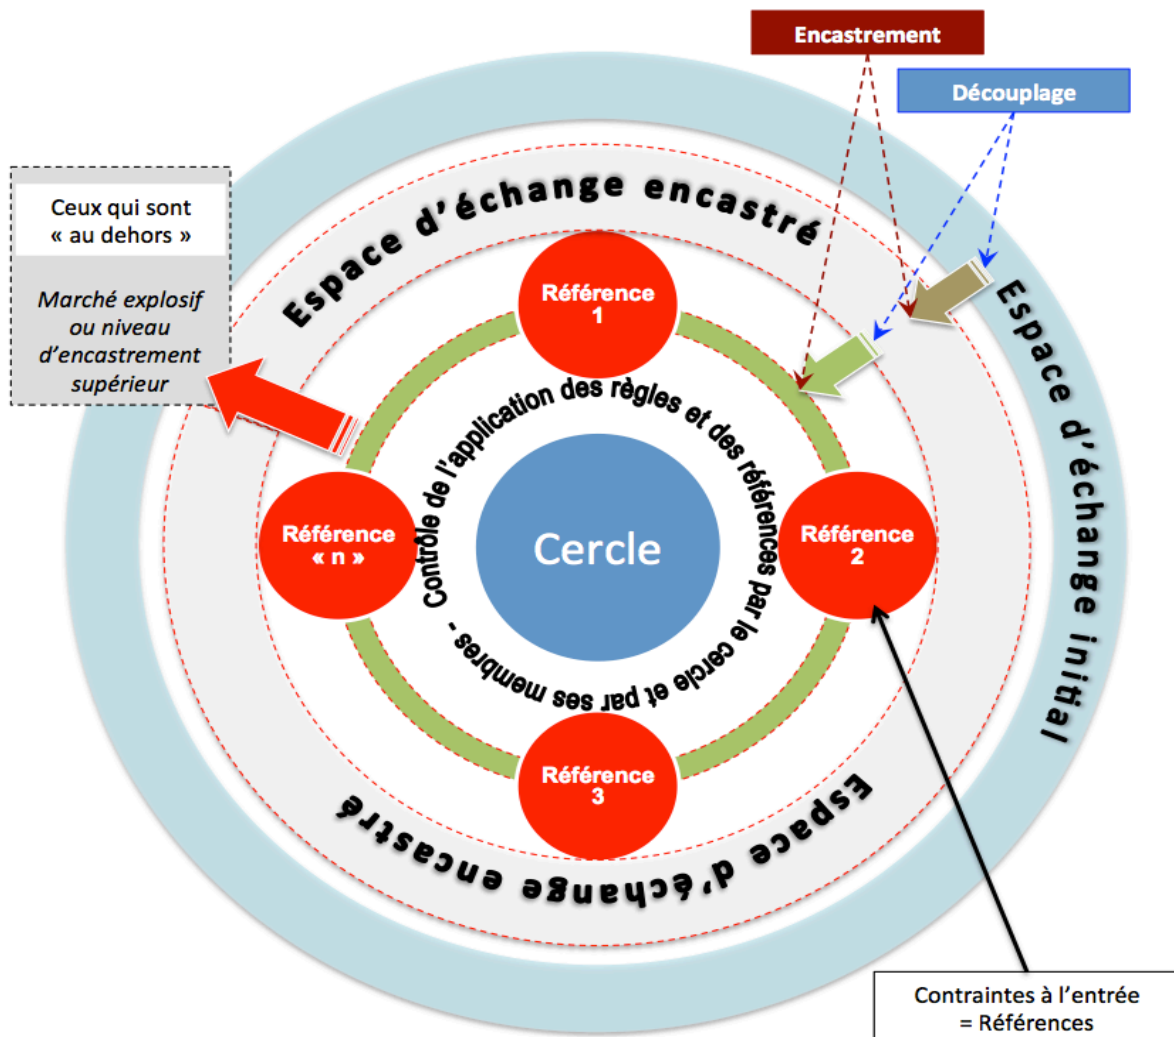 Encastrement
Découplage
Ceux qui sont
« au dehors »
Marché explosif
ou niveau
d’encastrement
supérieur
Espace d’échange encastré
Espace d’échange initial
Référence
1
Contrôle de l'application des règles et des références par le cercle et par ses membres -
Référence
« n »
Cercle
Référence
2
Référence
3
Espace d’échange encastré
Contraintes à l’entrée
= Références